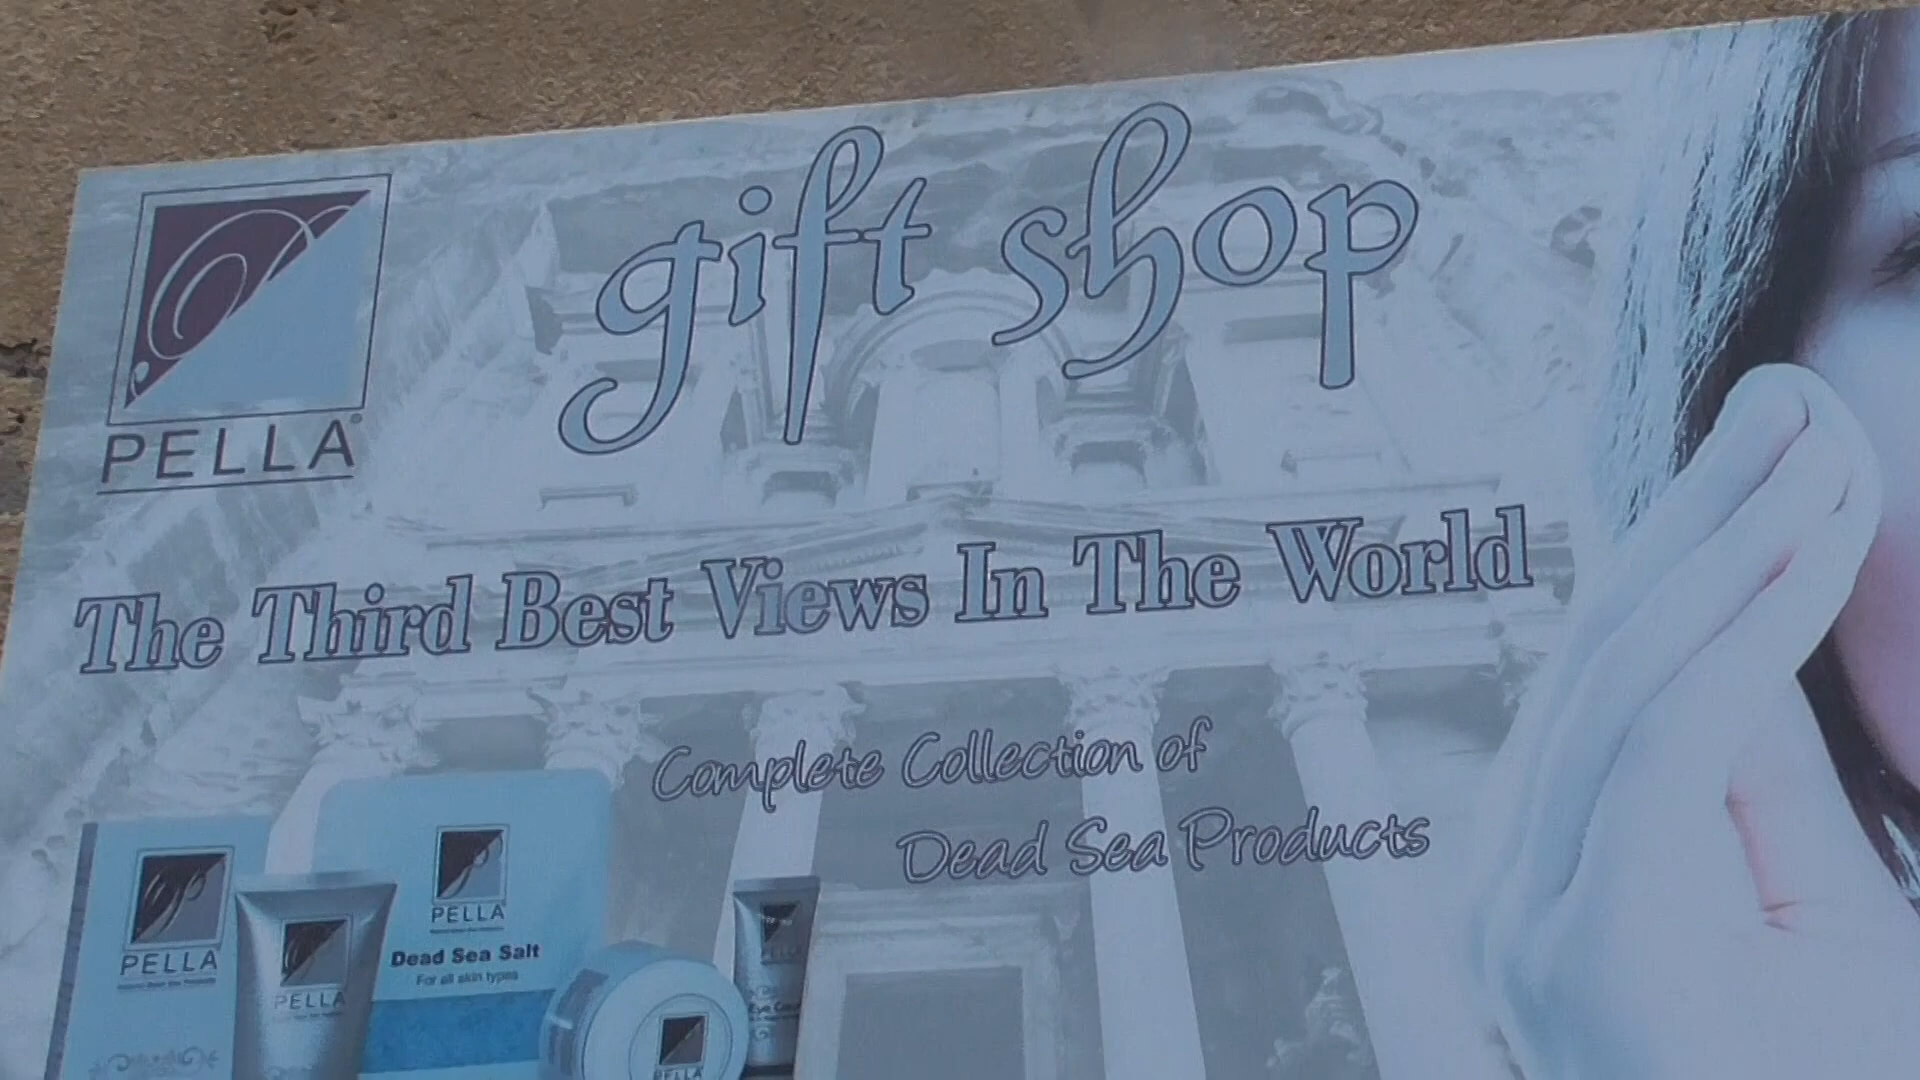 gift shop
PELLA
The Third Best Views In The World
Complete Collection of
Dead Sea Products
PELLA
PELLA
PELLA
Dead Sea Salt
For all skin types
PELLA
PELLA